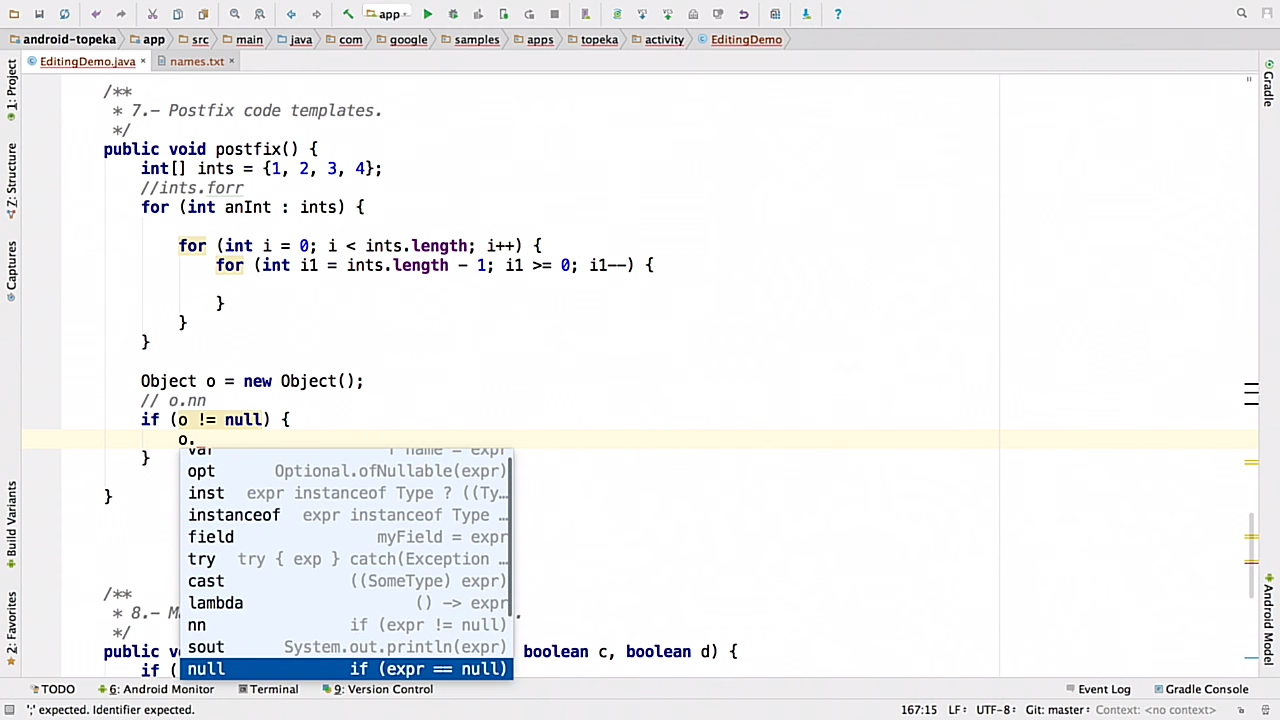 app
android-topeka app src main java com google samples apps topeka activity EditingDemo
EditingDemo.java × names.txt ×
1: Project
Z: Structure
Captures
Build Variants
2: Favorites
Gradle
Android Model
/**
* 7.- Postfix code templates.
*/
public void postfix() {
int[] ints = {1, 2, 3, 4};
//ints.forr
for (int anInt : ints) {
for (int i = 0; i < ints.length; i++) {
for (int i1 = ints.length - 1; i1 >= 0; i1--) {
}
}
}
Object o = new Object();
// o.nn
if (o != null) {
o.
}
}
var T name = expr
opt Optional.ofNullable(expr)
inst expr instanceof Type ? ((Ty…
instanceof expr instanceof Type …
field myField = expr
try try { exp } catch(Exception …
cast ((SomeType) expr)
lambda () -> expr
nn if (expr != null)
sout System.out.println(expr)
null if (expr == null)
/**
* 8.- M .
*/
public v boolean c, boolean d) {
if (
TODO 6: Android Monitor Terminal 9: Version Control Event Log Gradle Console
';' expected. Identifier expected. 167:15 LF÷ UTF-8÷ Git: master÷ Context: <no context>